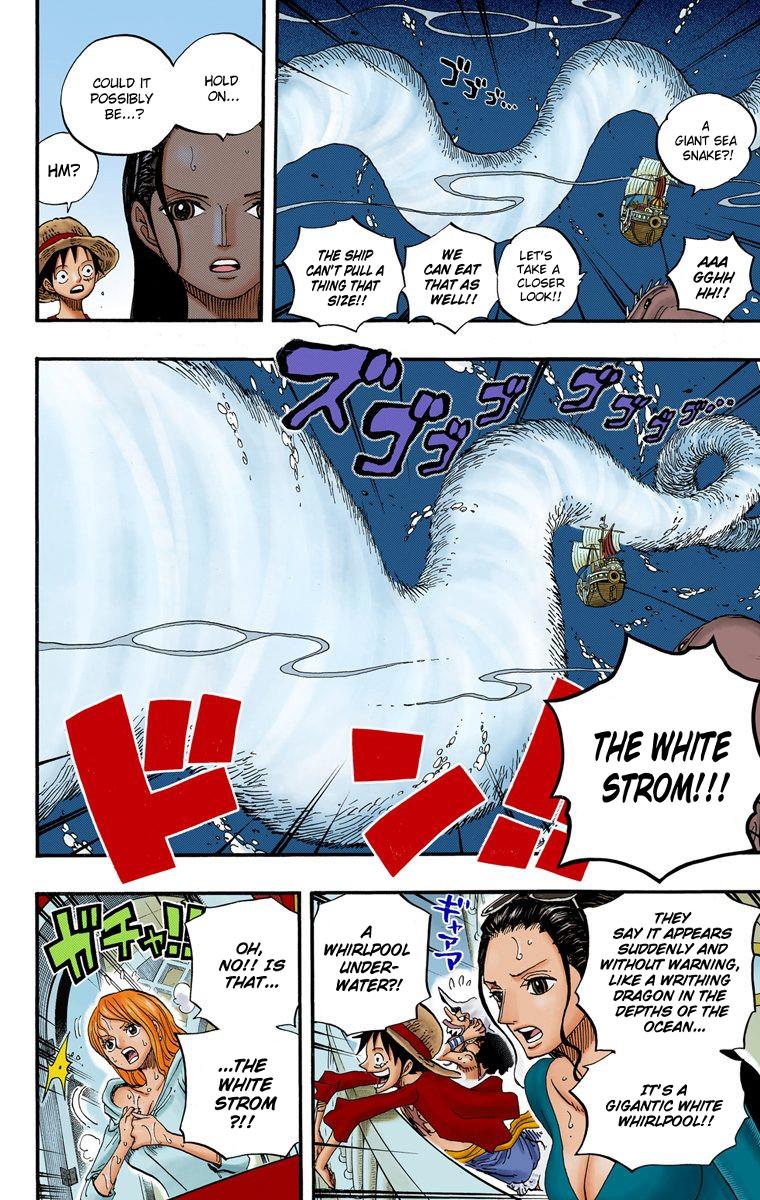 A
GIANT SEA
SNAKE?!
ゴゴゴゴ…
AAA
GGHH
HH!!
LET'S
TAKE A
CLOSER
LOOK!!
WE
CAN EAT
THAT AS
WELL!!
THE SHIP
CAN'T PULL A
THING THAT
SIZE!!
HOLD
ON...
COULD IT
POSSIBLY
BE...?
HM?
ズゴゴゴゴ
ゴゴゴゴ…
THE WHITE
STROM!!!
ドン!!
THEY
SAY IT APPEARS
SUDDENLY AND
WITHOUT WARNING,
LIKE A WRITHING
DRAGON IN THE
DEPTHS OF THE
OCEAN...
IT'S A
GIGANTIC WHITE
WHIRLPOOL!!
ギャアア
A
WHIRLPOOL
UNDER-
WATER?!
OH,
NO!! IS
THAT...
...THE
WHITE
STROM
?!!
ガチャ!!